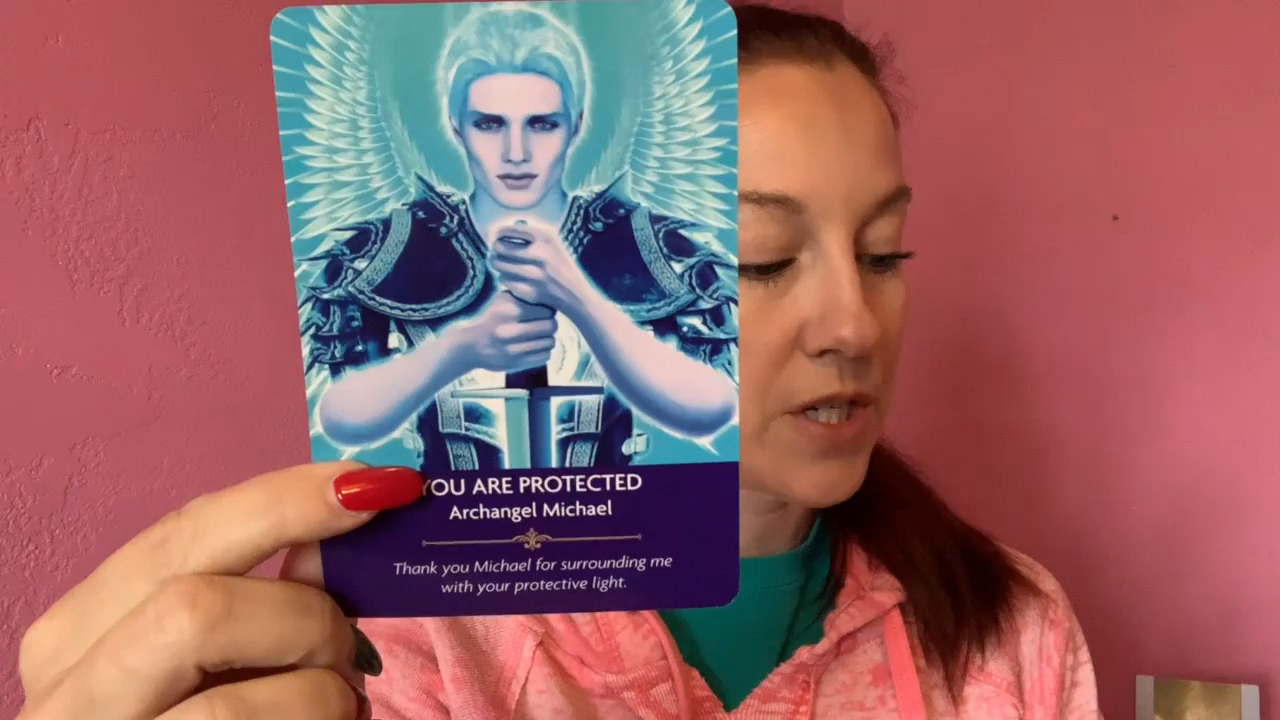 YOU ARE PROTECTED
Archangel Michael
Thank you Michael for surrounding me
with your protective light.